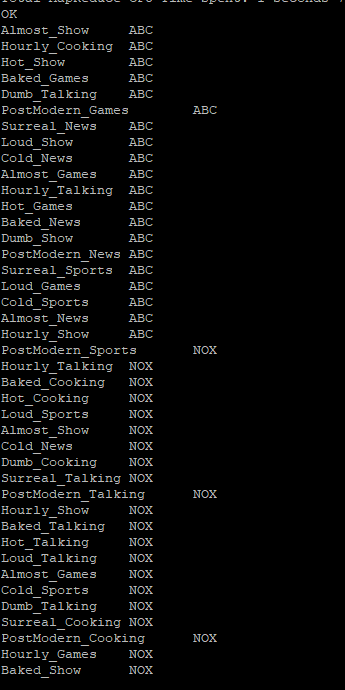 Total MapReduce CPU Time Spent: 1 seconds
OK
Almost_Show ABC
Hourly_Cooking ABC
Hot_Show ABC
Baked_Games ABC
Dumb_Talking ABC
PostModern_Games ABC
Surreal_News ABC
Loud_Show ABC
Cold_News ABC
Almost_Games ABC
Hourly_Talking ABC
Hot_Games ABC
Baked_News ABC
Dumb_Show ABC
PostModern_News ABC
Surreal_Sports ABC
Loud_Games ABC
Cold_Sports ABC
Almost_News ABC
Hourly_Show ABC
PostModern_Sports NOX
Hourly_Talking NOX
Baked_Cooking NOX
Hot_Cooking NOX
Loud_Sports NOX
Almost_Show NOX
Cold_News NOX
Dumb_Cooking NOX
Surreal_Talking NOX
PostModern_Talking NOX
Hourly_Show NOX
Baked_Talking NOX
Hot_Talking NOX
Loud_Talking NOX
Almost_Games NOX
Cold_Sports NOX
Dumb_Talking NOX
Surreal_Cooking NOX
PostModern_Cooking NOX
Hourly_Games NOX
Baked_Show NOX